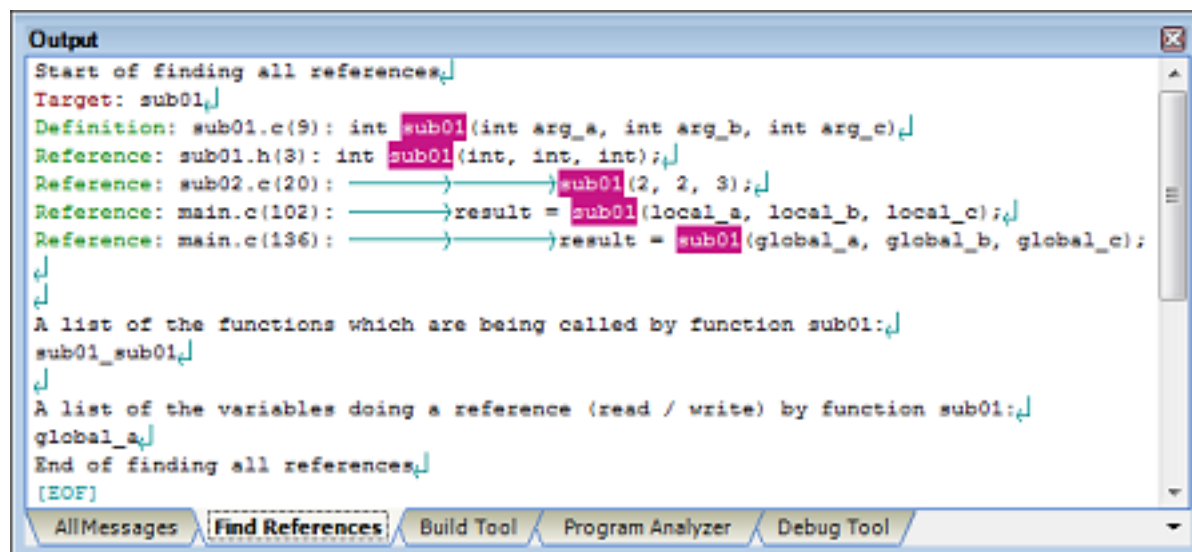 Output
Start of finding all references
Target: sub01
Definition: sub01.c(9): int sub01(int arg_a, int arg_b, int arg_c)
Reference: sub01.h(3): int sub01(int, int, int);
Reference: sub02.c(20): sub01(2, 2, 3);
Reference: main.c(102): result = sub01(local_a, local_b, local_c);
Reference: main.c(136): result = sub01(global_a, global_b, global_c);
A list of the functions which are being called by function sub01:
sub01_sub01
A list of the variables doing a reference (read / write) by function sub01:
global_a
End of finding all references
[EOF]
All Messages Find References Build Tool Program Analyzer Debug Tool